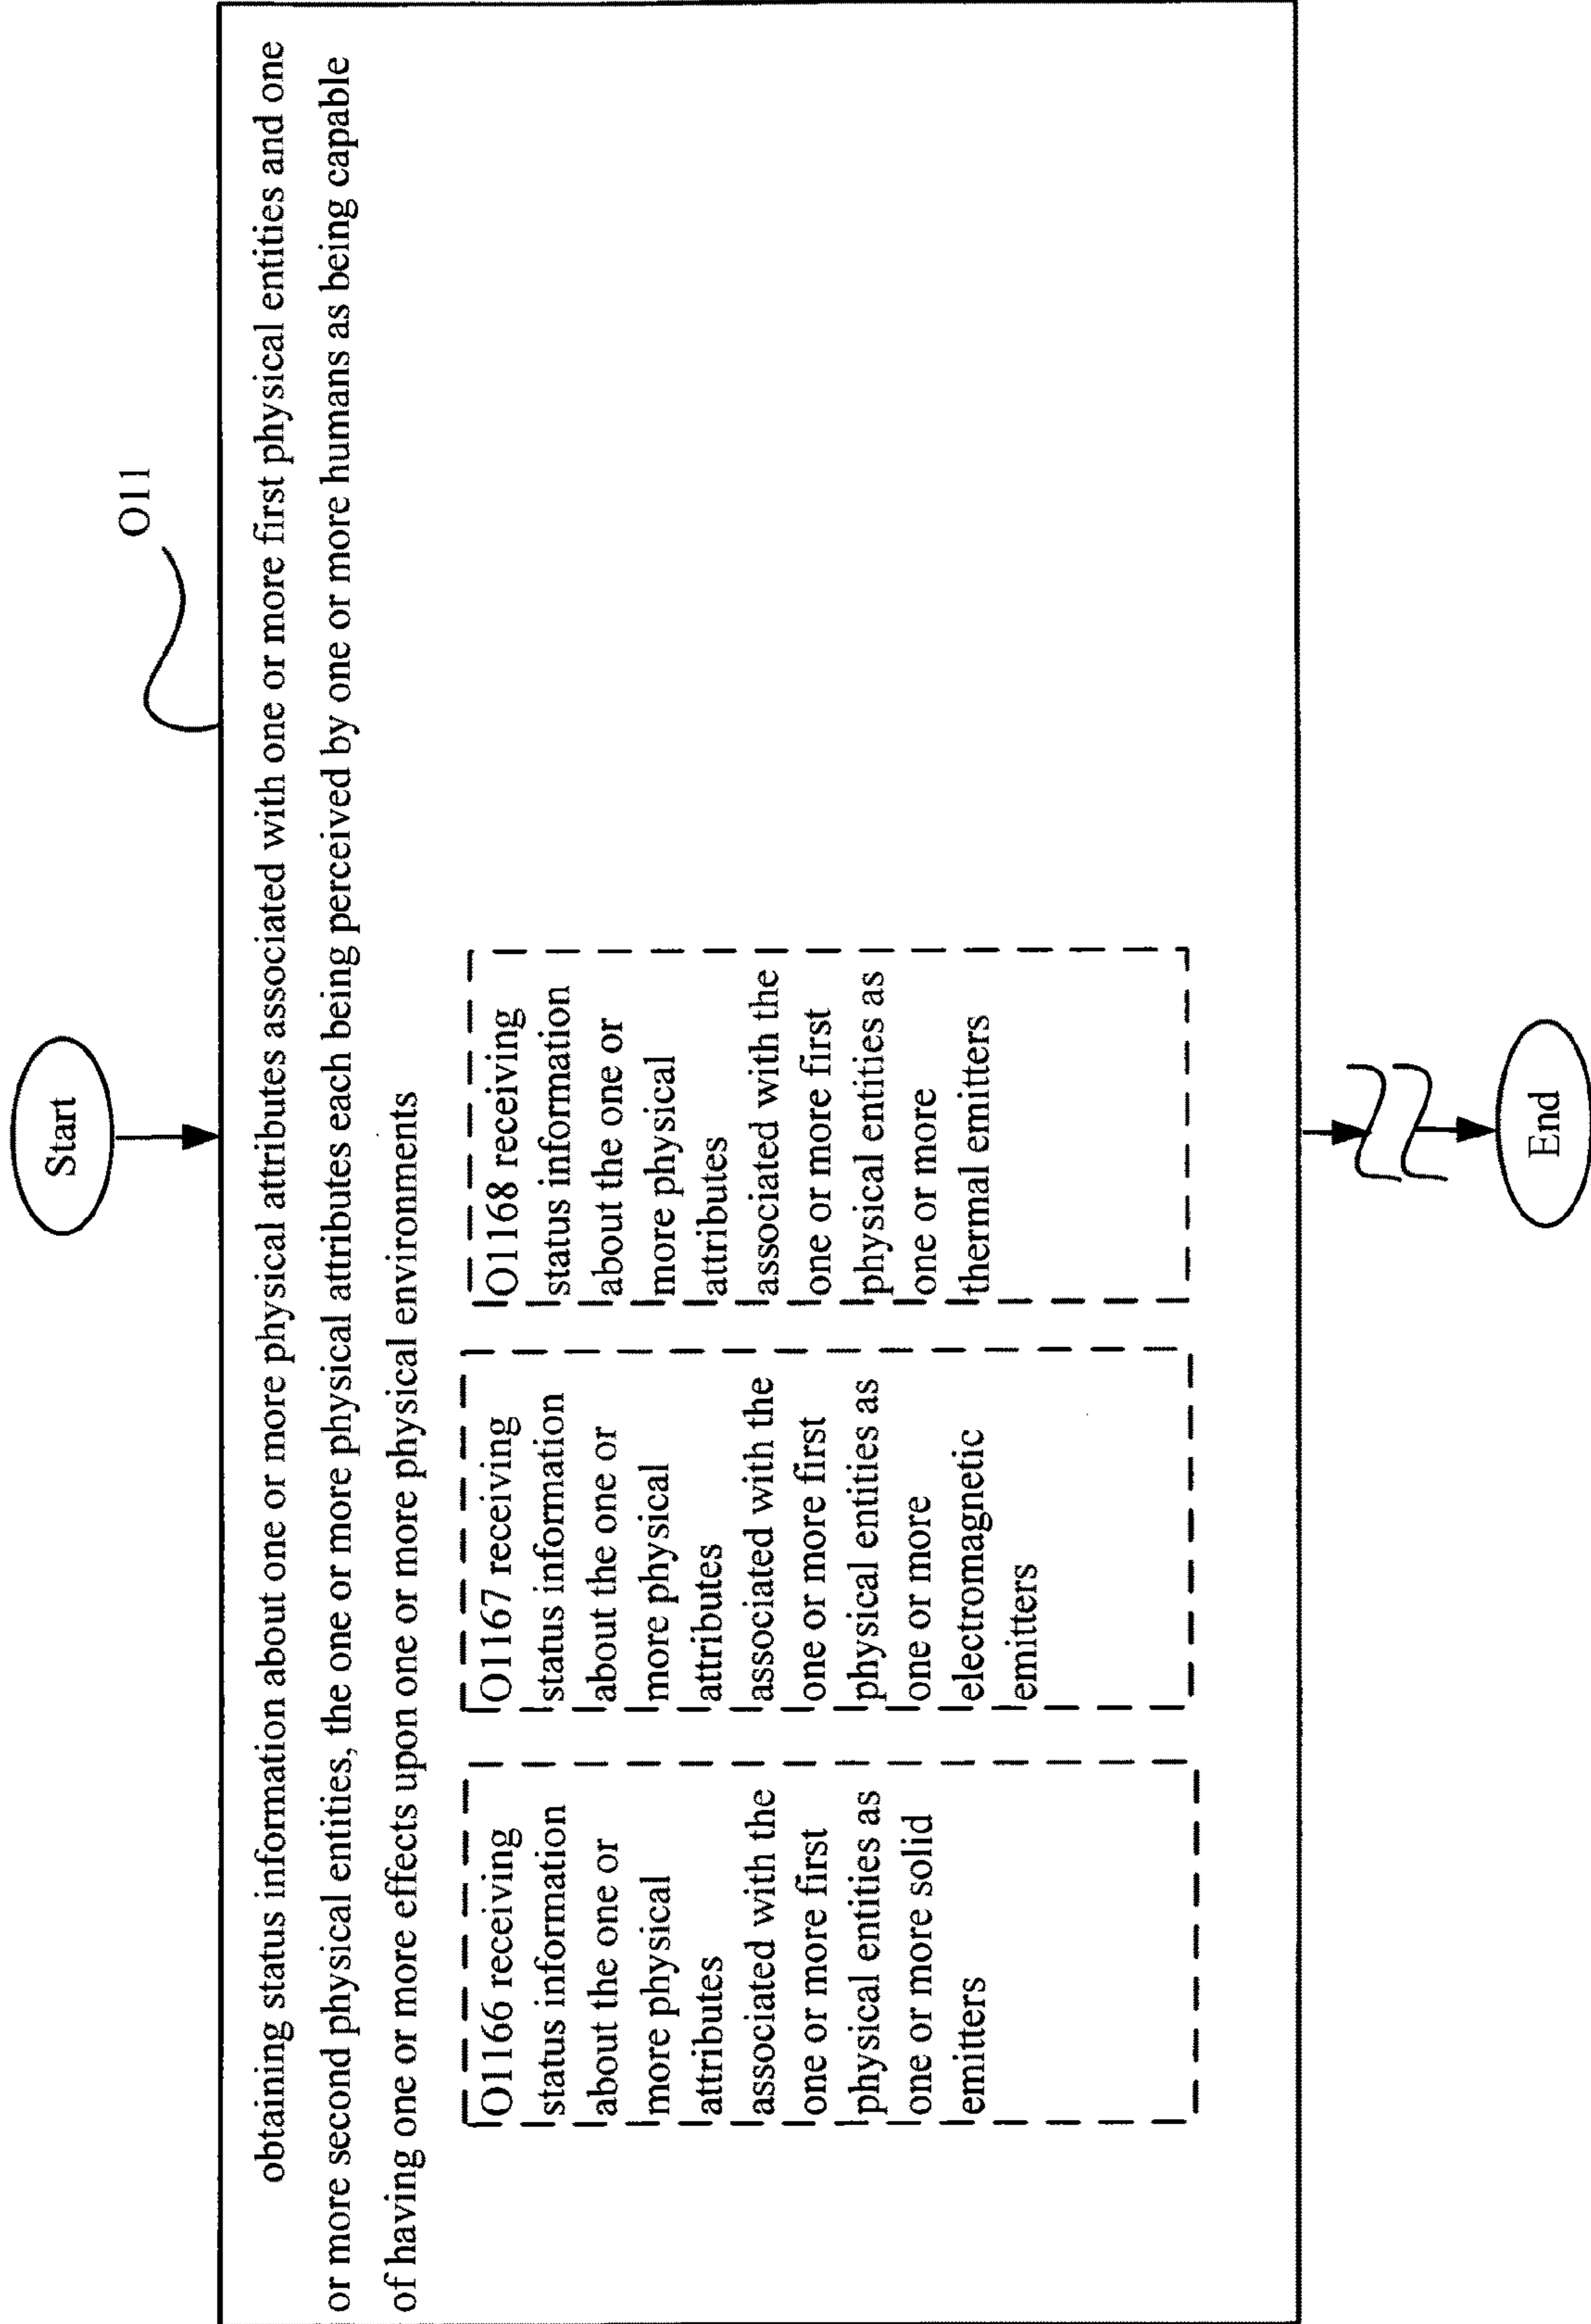 Start
O11
obtaining status information about one or more physical attributes associated with one or more first physical entities and one
or more second physical entities, the one or more physical attributes each being perceived by one or more humans as being capable
of having one or more effects upon one or more physical environments
O1166 receiving
status information
about the one or
more physical
attributes
associated with the
one or more first
physical entities as
one or more solid
emitters
O1167 receiving
status information
about the one or
more physical
attributes
associated with the
one or more first
physical entities as
one or more
electromagnetic
emitters
O1168 receiving
status information
about the one or
more physical
attributes
associated with the
one or more first
physical entities as
one or more
thermal emitters
End